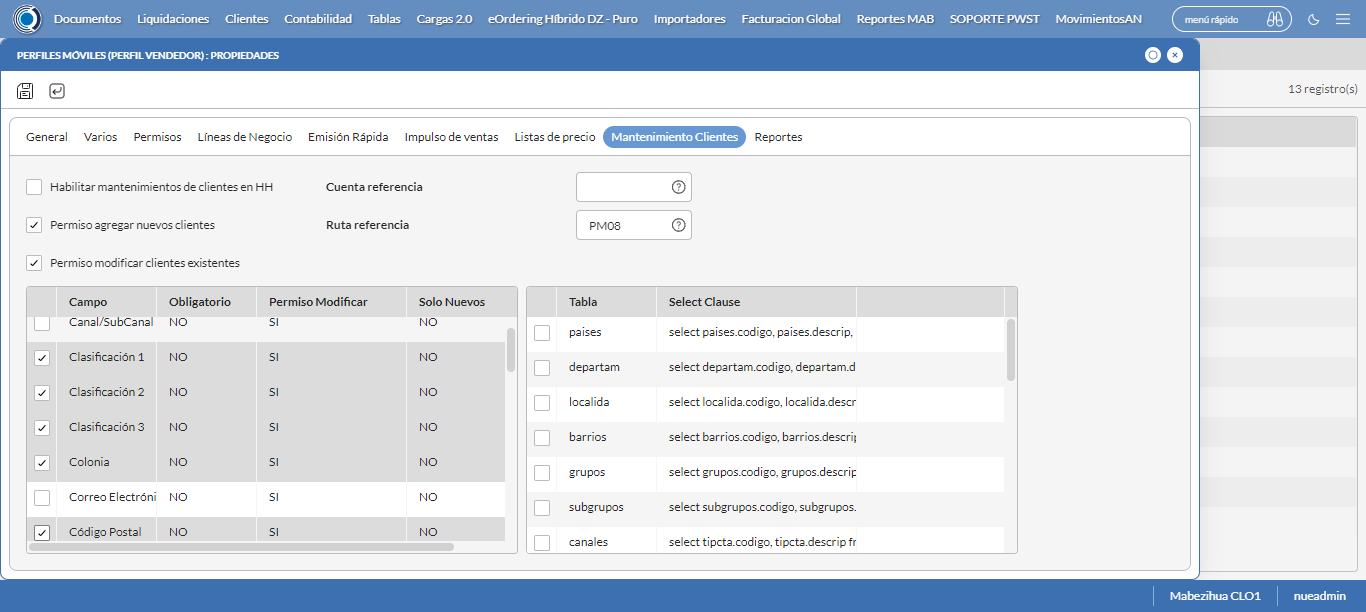 Documentos Liquidaciones Clientes Contabilidad Tablas Cargas 2.0 eOrdering Híbrido DZ - Puro Importadores Facturacion Global Reportes MAB SOPORTE PWST MovimientosAN menú rápido
PERFILES MÓVILES (PERFIL VENDEDOR) : PROPIEDADES
13 registro(s)
General Varios Permisos Líneas de Negocio Emisión Rápida Impulso de ventas Listas de precio Mantenimiento Clientes Reportes
Habilitar mantenimientos de clientes en HH Cuenta referencia
Permiso agregar nuevos clientes Ruta referencia PM08
Permiso modificar clientes existentes
Campo Obligatorio Permiso Modificar Solo Nuevos
Canal/SubCanal NO SI NO
Clasificación 1 NO SI NO
Clasificación 2 NO SI NO
Clasificación 3 NO SI NO
Colonia NO SI NO
Correo Electróni NO SI NO
Código Postal NO SI NO
Tabla Select Clause
paises select paises.codigo, paises.descrip,
departam select departam.codigo, departam.d
localida select localida.codigo, localida.descr
barrios select barrios.codigo, barrios.descrip
grupos select grupos.codigo, grupos.descrip
subgrupos select subgrupos.codigo, subgrupos.
canales select tipcta.codigo, tipcta.descrip fr
Mabezihua CLO1 nueadmin